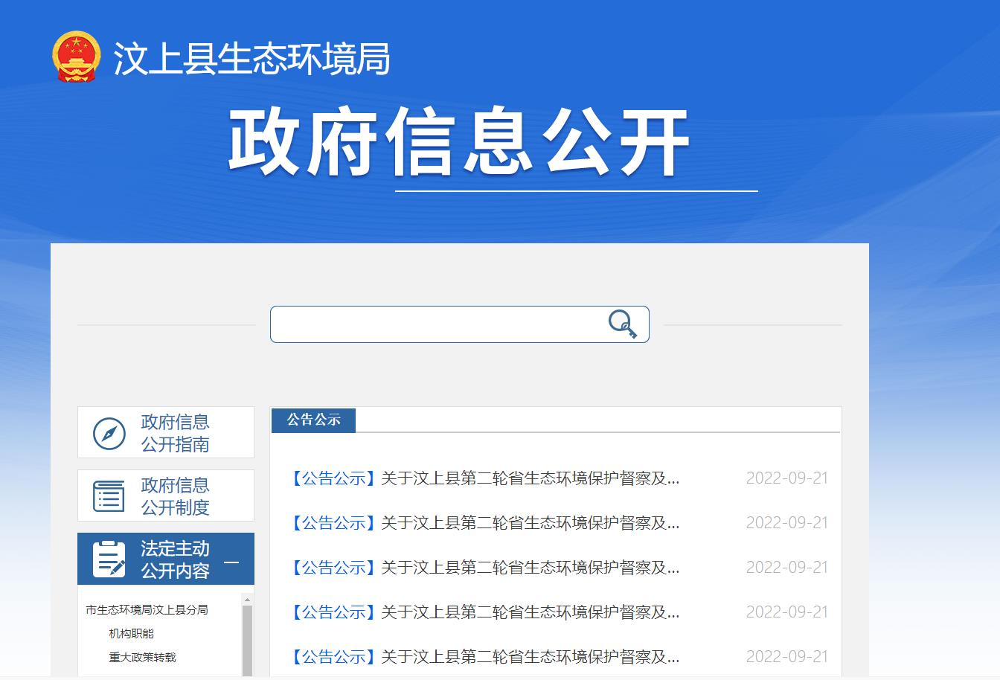 汶上县生态环境局
政府信息公开
政府信息
公开指南
政府信息
公开制度
法定主动
公开内容
市生态环境局汶上县分局
机构职能
重大政策转载
公告公示
【公告公示】关于汶上县第二轮省生态环境保护督察及... 2022-09-21
【公告公示】关于汶上县第二轮省生态环境保护督察及... 2022-09-21
【公告公示】关于汶上县第二轮省生态环境保护督察及... 2022-09-21
【公告公示】关于汶上县第二轮省生态环境保护督察及... 2022-09-21
【公告公示】关于汶上县第二轮省生态环境保护督察及... 2022-09-21